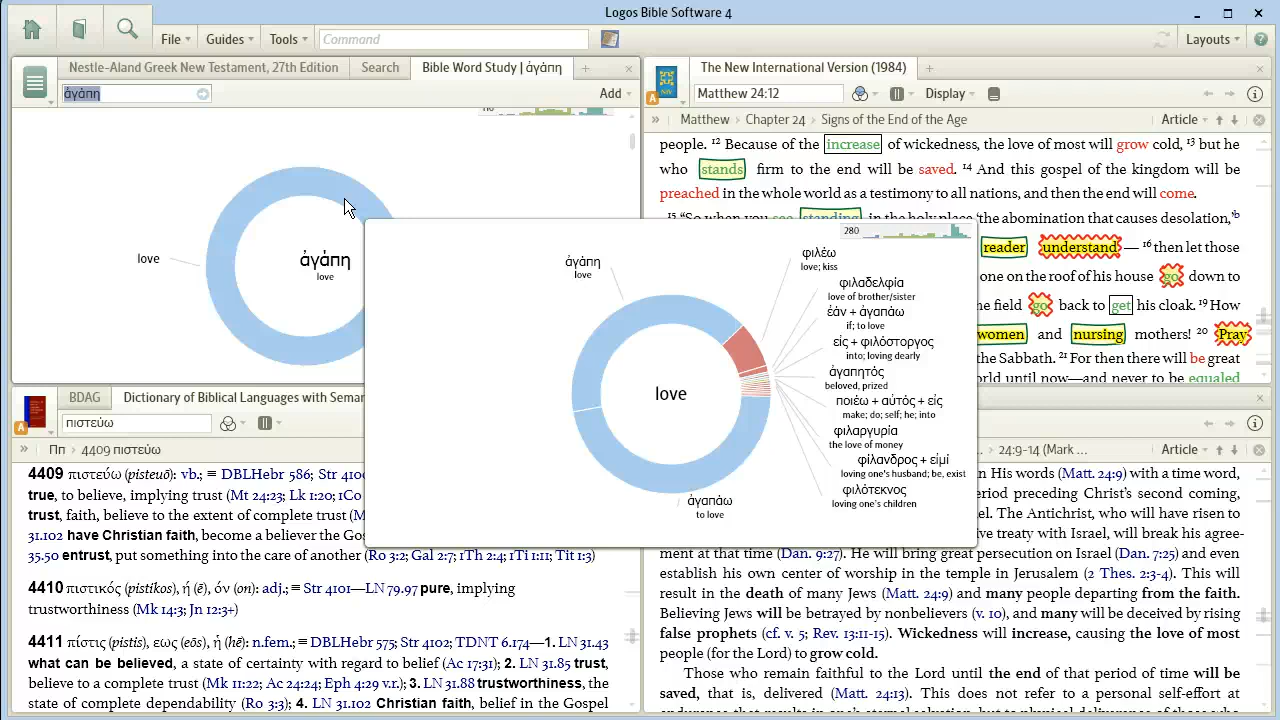 Logos Bible Software 4
File Guides Tools Command Layouts
Nestle-Aland Greek New Testament, 27th Edition Search Bible Word Study | ἀγάπη
ἀγάπη Add
love
ἀγάπη
love
280
ἀγάπη
love
φιλέω
love; kiss
φιλαδελφία
love of brother/sister
ἐάν + ἀγαπάω
if; to love
εἰς + φιλόστοργος
into; loving dearly
ἀγαπητός
beloved, prized
ποιέω + αὐτός + εἰς
make; do; self; he; into
φιλαργυρία
the love of money
φίλανδρος + εἰμί
loving one's husband; be, exist
φιλότεκνος
loving one's children
love
ἀγαπάω
to love
The New International Version (1984)
A NIV Matthew 24:12 Display
Matthew › Chapter 24 › Signs of the End of the Age Article
people. 12 Because of the increase of wickedness, the love of most will grow cold, 13 but he
who stands firm to the end will be saved. 14 And this gospel of the kingdom will be
preached in the whole world as a testimony to all nations, and then the end will come.
15 “So when you see standing in the holy place ‘the abomination that causes desolation,’b
reader understand— 16 then let those
one on the roof of his house go down to
field go back to get his cloak. 19 How
women and nursing mothers! 20 Pray
the Sabbath. 21 For then there will be great
world until now—and never to be equaled
BDAG Dictionary of Biblical Languages with Seman
A πιστεύω
Ππ › 4409 πιστεύω
4409 πιστεύω (pisteuō): vb.; ≡ DBLHebr 586; Str 4100
true, to believe, implying trust (Mt 24:23; Lk 1:20; 1Co
trust, faith, believe to the extent of complete trust (M
31.102 have Christian faith, become a believer the Go
35.50 entrust, put something into the care of another (Ro 3:2; Gal 2:7; 1Th 2:4; 1Ti 1:11; Tit 1:3)
4410 πιστικός (pistikos), ή (ē), όν (on): adj.; ≡ Str 4101—LN 79.97 pure, implying
trustworthiness (Mk 14:3; Jn 12:3+)
4411 πίστις (pistis), εως (eōs), ἡ (hē): n.fem.; ≡ DBLHebr 575; Str 4102; TDNT 6.174—1. LN 31.43
what can be believed, a state of certainty with regard to belief (Ac 17:31); 2. LN 31.85 trust,
believe to a complete trust (Mk 11:22; Ac 24:24; Eph 4:29 v.r.); 3. LN 31.88 trustworthiness, the
state of complete dependability (Ro 3:3); 4. LN 31.102 Christian faith, belief in the Gospel
24:9-14 (Mark ... Article
in His words (Matt. 24:9) with a time word,
period preceding Christ’s second coming,
The Antichrist, who will have risen to
treaty with Israel, will break his agree-
ment at that time (Dan. 9:27). He will bring great persecution on Israel (Dan. 7:25) and even
establish his own center of worship in the temple in Jerusalem (2 Thes. 2:3-4). This will
result in the death of many Jews (Matt. 24:9) and many people departing from the faith.
Believing Jews will be betrayed by nonbelievers (v. 10), and many will be deceived by rising
false prophets (cf. v. 5; Rev. 13:11-15). Wickedness will increase, causing the love of most
people (for the Lord) to grow cold.
Those who remain faithful to the Lord until the end of that period of time will be
saved, that is, delivered (Matt. 24:13). This does not refer to a personal self-effort at